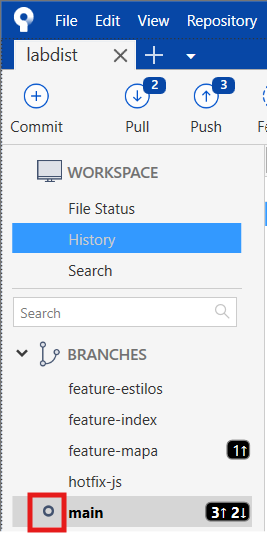 File Edit View Repository
labdist
2 3
Commit Pull Push
WORKSPACE
File Status
History
Search
Search
BRANCHES
feature-estilos
feature-index
feature-mapa 1↑
hotfix-js
main 3↑ 2↓